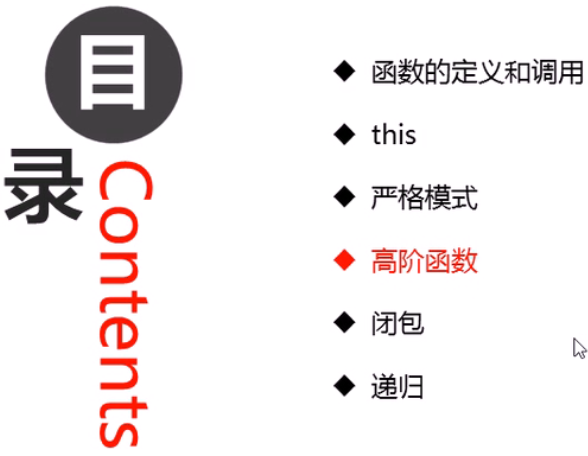 目
录
Contents
◆ 函数的定义和调用
◆ this
◆ 严格模式
◆ 高阶函数
◆ 闭包
◆ 递归